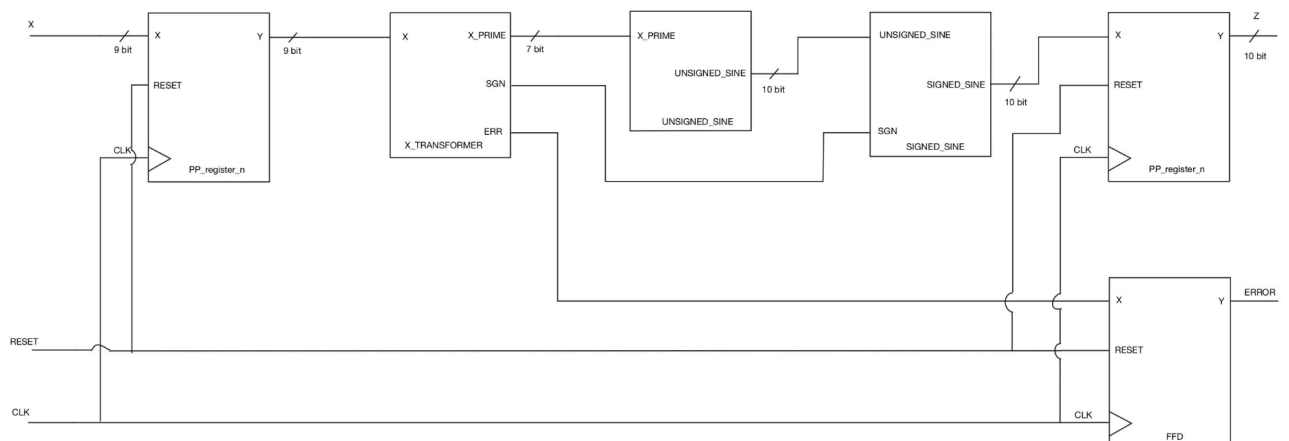 X
9 bit
X
Y
RESET
CLK
PP_register_n
9 bit
X
X_PRIME
SGN
ERR
X_TRANSFORMER
7 bit
X_PRIME
UNSIGNED_SINE
UNSIGNED_SINE
10 bit
UNSIGNED_SINE
SIGNED_SINE
SGN
SIGNED_SINE
10 bit
X
Y
RESET
CLK
PP_register_n
Z
10 bit
X
Y
ERROR
RESET
RESET
CLK
CLK
FFD